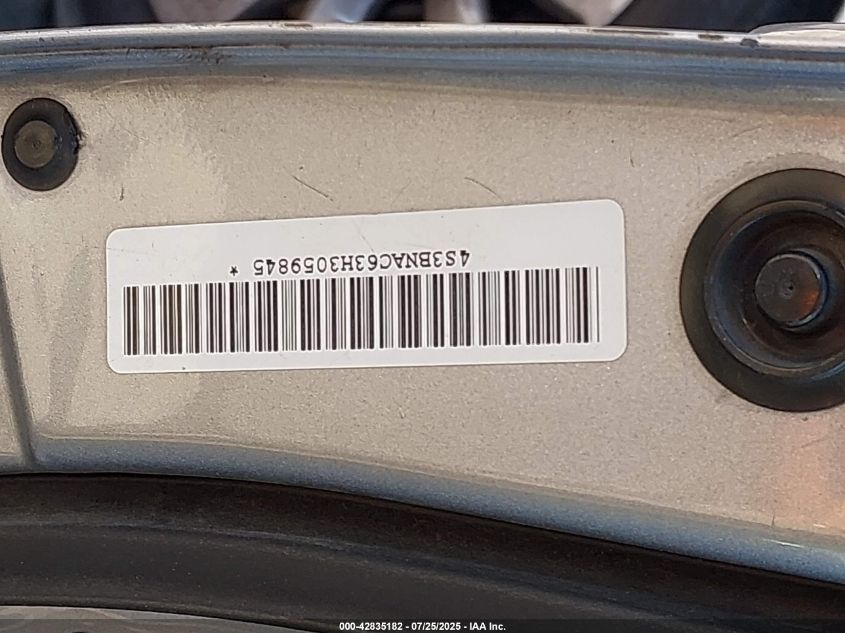 4S3BNAC63H3059845 *
000-42835182 - 07/25/2025 - IAA Inc.